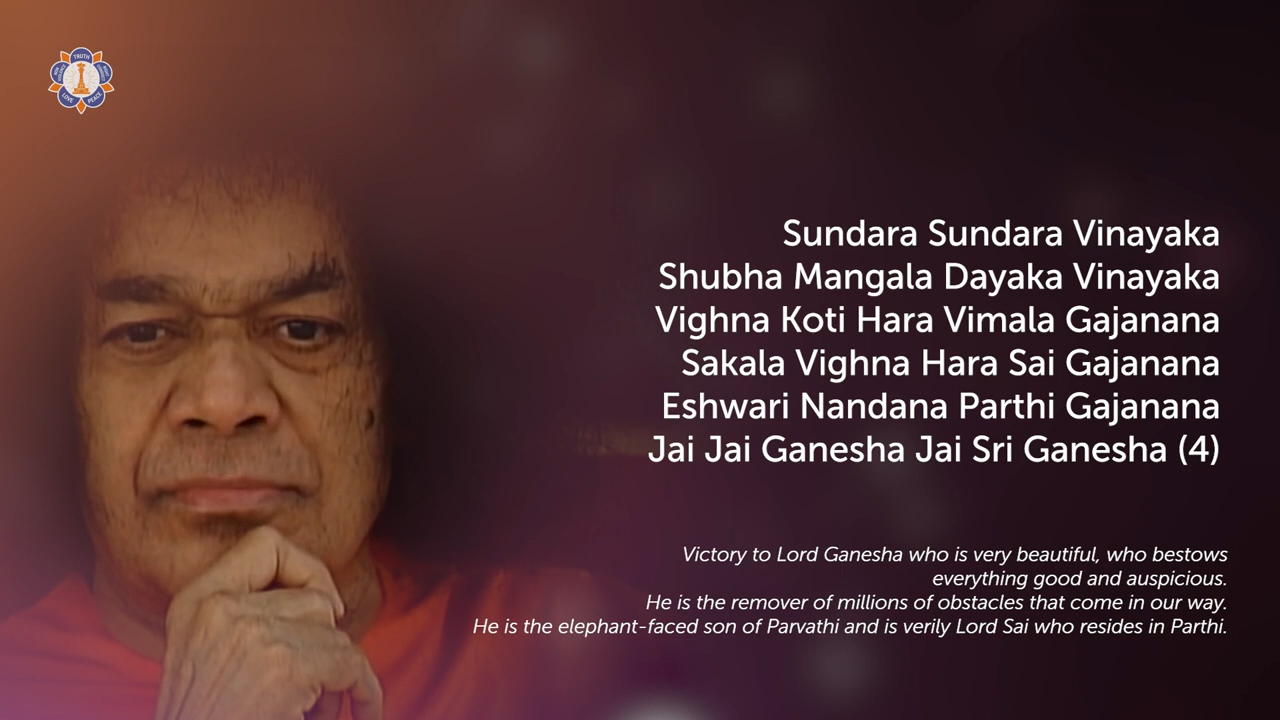 TRUTH
LOVE
PEACE
Sundara Sundara Vinayaka
Shubha Mangala Dayaka Vinayaka
Vighna Koti Hara Vimala Gajanana
Sakala Vighna Hara Sai Gajanana
Eshwari Nandana Parthi Gajanana
Jai Jai Ganesha Jai Sri Ganesha (4)
Victory to Lord Ganesha who is very beautiful, who bestows
everything good and auspicious.
He is the remover of millions of obstacles that come in our way.
He is the elephant-faced son of Parvathi and is verily Lord Sai who resides in Parthi.